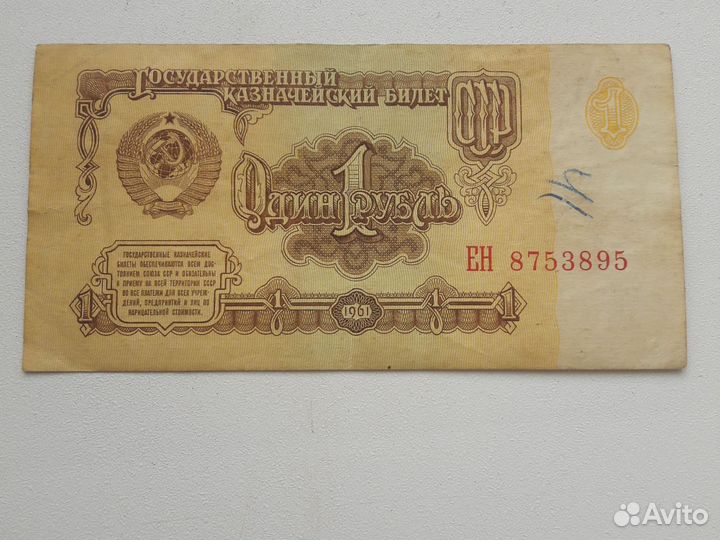 ГОСУДАРСТВЕННЫЙ
КАЗНАЧЕЙСКИЙ БИЛЕТ
СССР
1
ОДИН 1 РУБЛЬ
ЕН 8753895
ГОСУДАРСТВЕННЫЕ КАЗНАЧЕЙСКИЕ
БИЛЕТЫ ОБЕСПЕЧИВАЮТСЯ ВСЕМ ДОС-
ТОЯНИЕМ СОЮЗА ССР И ОБЯЗАТЕЛЬНЫ
К ПРИЕМУ НА ВСЕЙ ТЕРРИТОРИИ СССР
ВО ВСЕ ПЛАТЕЖИ ДЛЯ ВСЕХ УЧРЕЖ-
ДЕНИЙ, ПРЕДПРИЯТИЙ И ЛИЦ ПО
НАРИЦАТЕЛЬНОЙ СТОИМОСТИ.
1 1 1961 1 1
Avito